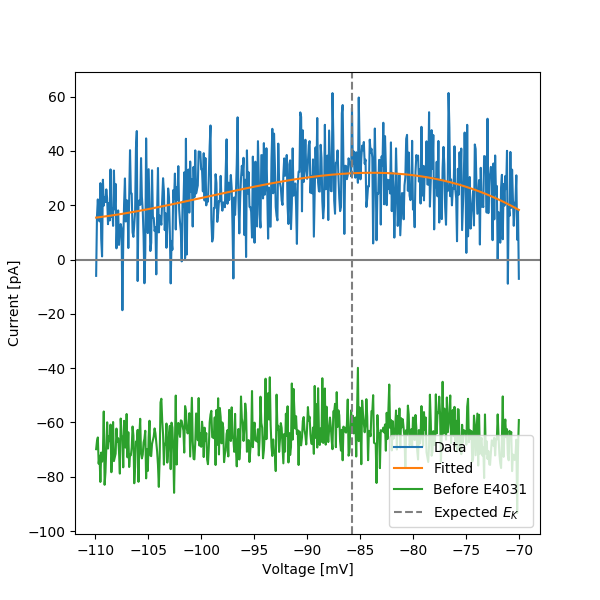 60
40
20
0
−20
−40
−60
−80
−100
Current [pA]
−110 −105 −100 −95 −90 −85 −80 −75 −70
Voltage [mV]
Data
Fitted
Before E4031
Expected E_K